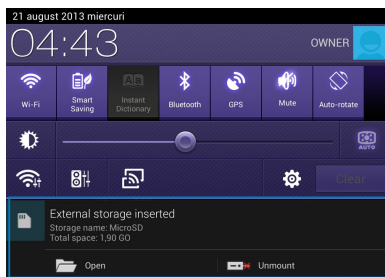 21 august 2013 miercuri
04:43
OWNER
Wi-Fi
Smart Saving
AB
Instant Dictionary
Bluetooth
GPS
Mute
Auto-rotate
AUTO
Clear
External storage inserted
Storage name: MicroSD
Total space: 1,90 GO
Open
Unmount